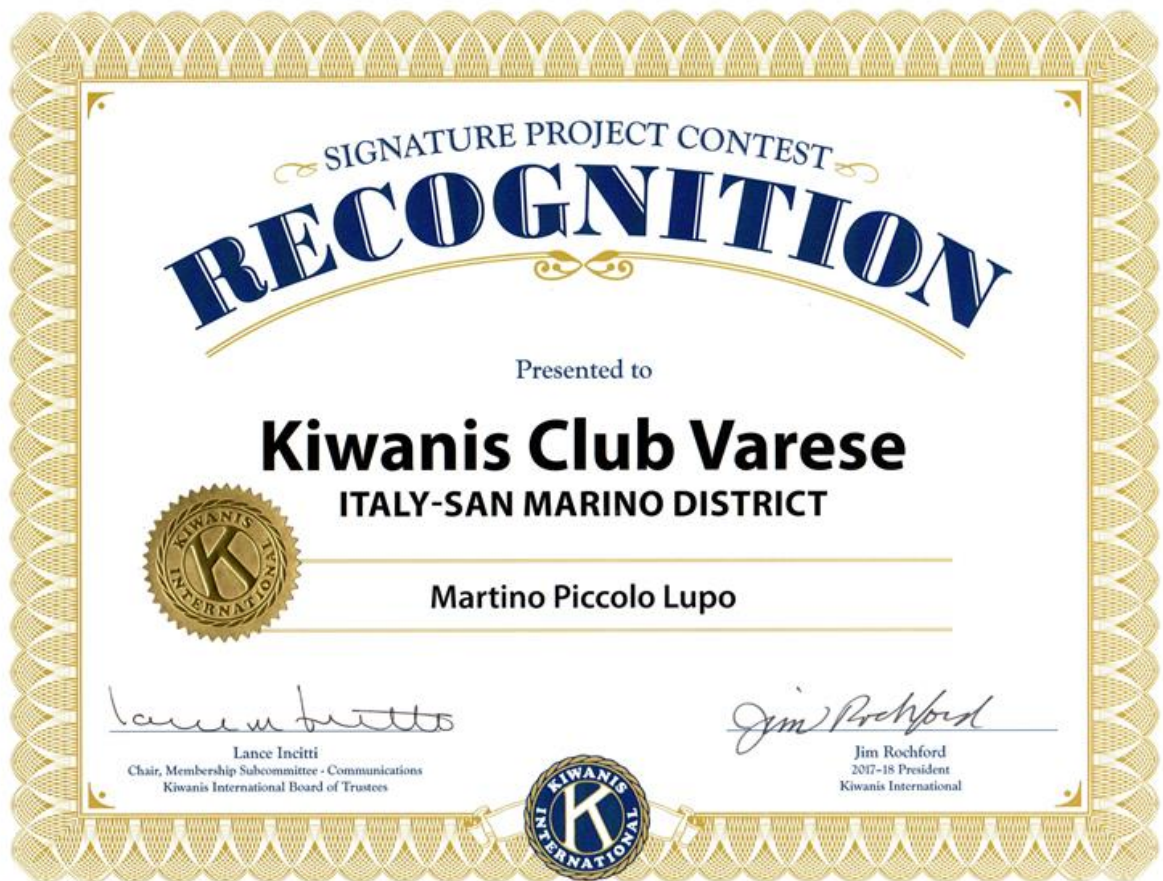 SIGNATURE PROJECT CONTEST
RECOGNITION
Presented to
Kiwanis Club Varese
ITALY-SAN MARINO DISTRICT
KIWANIS
K
INTERNATIONAL
Martino Piccolo Lupo
Jim Rochford
Lance Incitti
Chair, Membership Subcommittee - Communications
Kiwanis International Board of Trustees
Jim Rochford
2017-18 President
Kiwanis International
KIWANIS
K
INTERNATIONAL